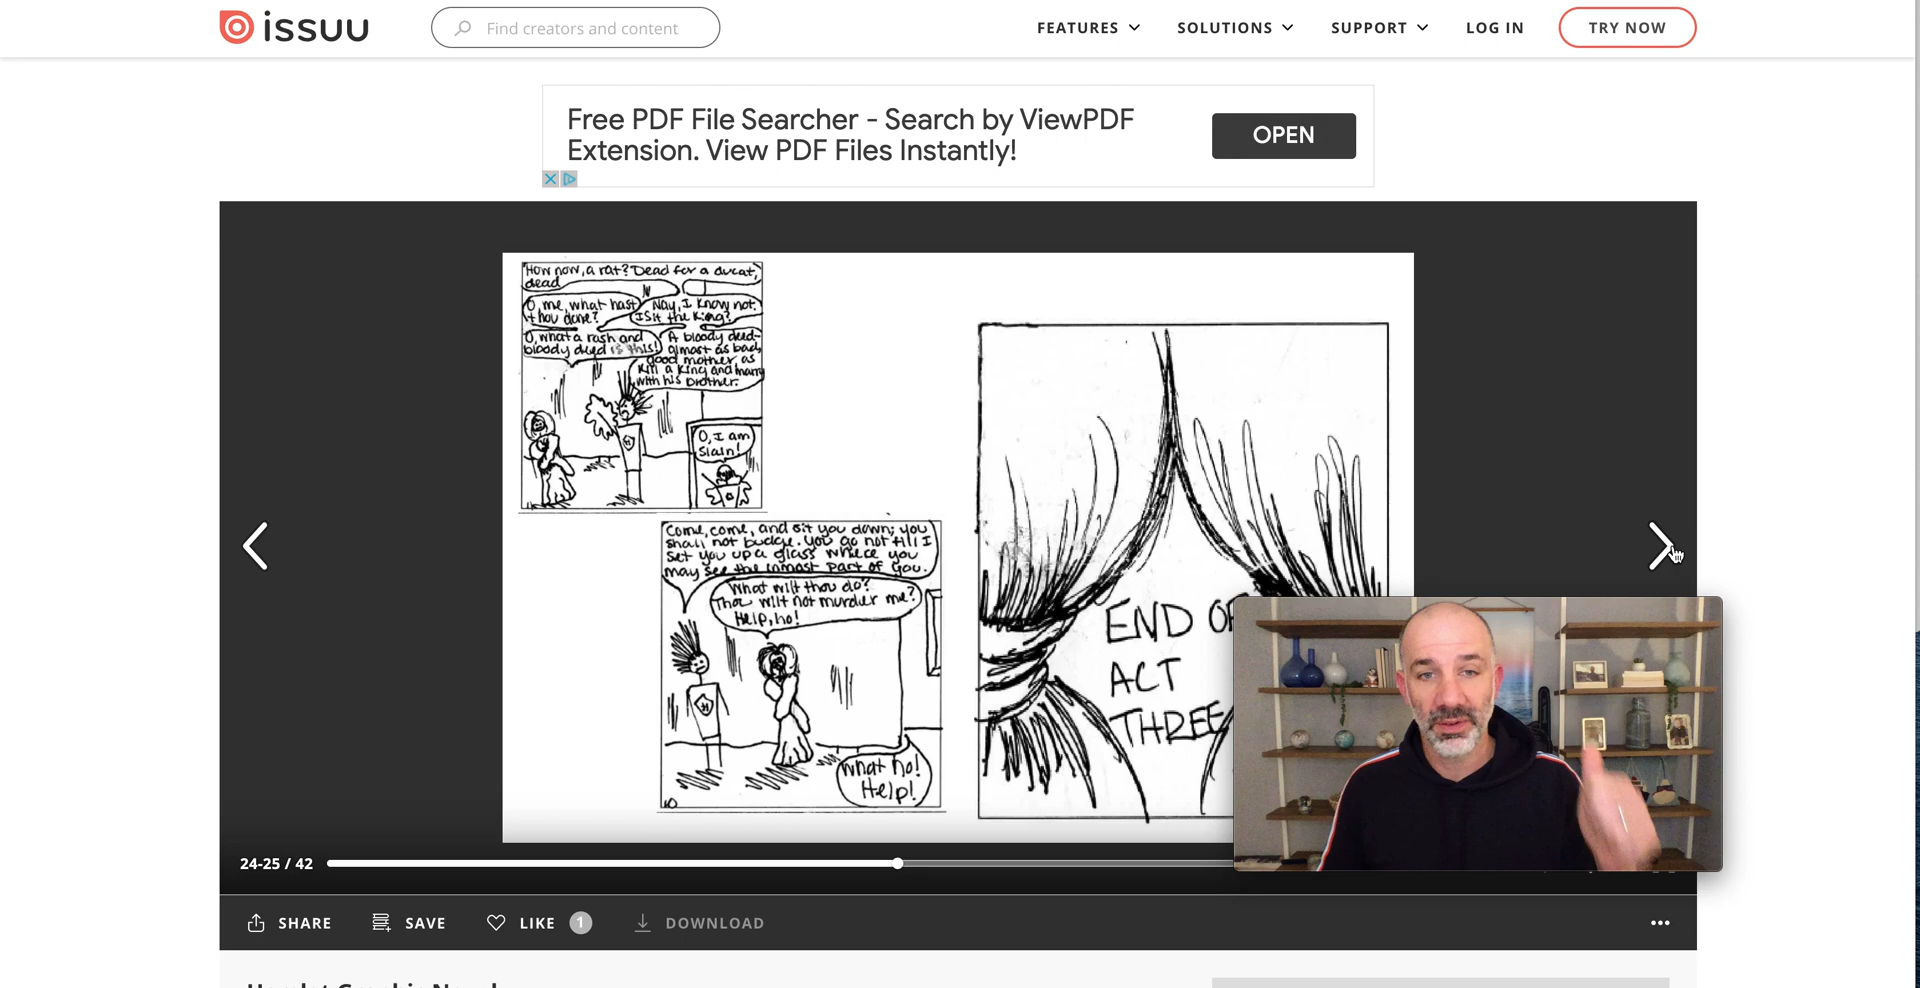 issuu
Find creators and content
FEATURES
SOLUTIONS
SUPPORT
LOG IN
TRY NOW
Free PDF File Searcher - Search by ViewPDF
Extension. View PDF Files Instantly!
OPEN
How now, a rat? Dead for a ducat,
dead
O, me, what hast
thou done?
Nay, I know not.
Is it the King?
O, what a rash and
bloody deed is this!
A bloody deed-
almost as bad,
good mother, as
kill a king and marry
with his brother.
O, I am
slain!
Come, come, and sit you down; you
shall not budge. You go not till I
set you up a glass where you
may see the inmost part of you.
What wilt thou do?
Thou wilt not murder me?
Help, ho!
What ho!
Help!
END OF
ACT
THREE
24-25 / 42
SHARE
SAVE
LIKE
1
DOWNLOAD
Hamlet Graphic Novel